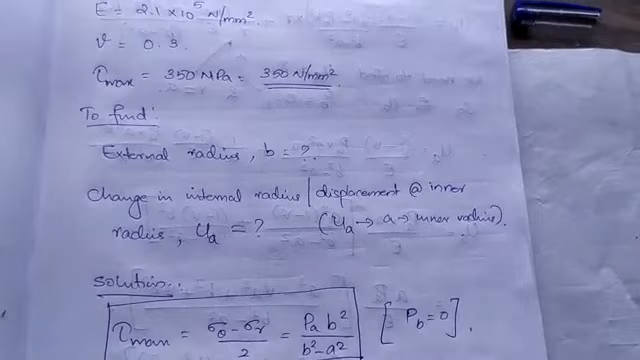 E = 2.1 × 10⁵ N/mm².
ν = 0.3.
τmax = 350 MPa = 350 N/mm².
To find:
External radius, b = ?
Change in internal radius | displacement @ inner
radius, Ua = ? (Ua → a → inner radius).
Solution:.
τmax = σθ - σr / 2 = Pa b² / b² - a² [Pb = 0].